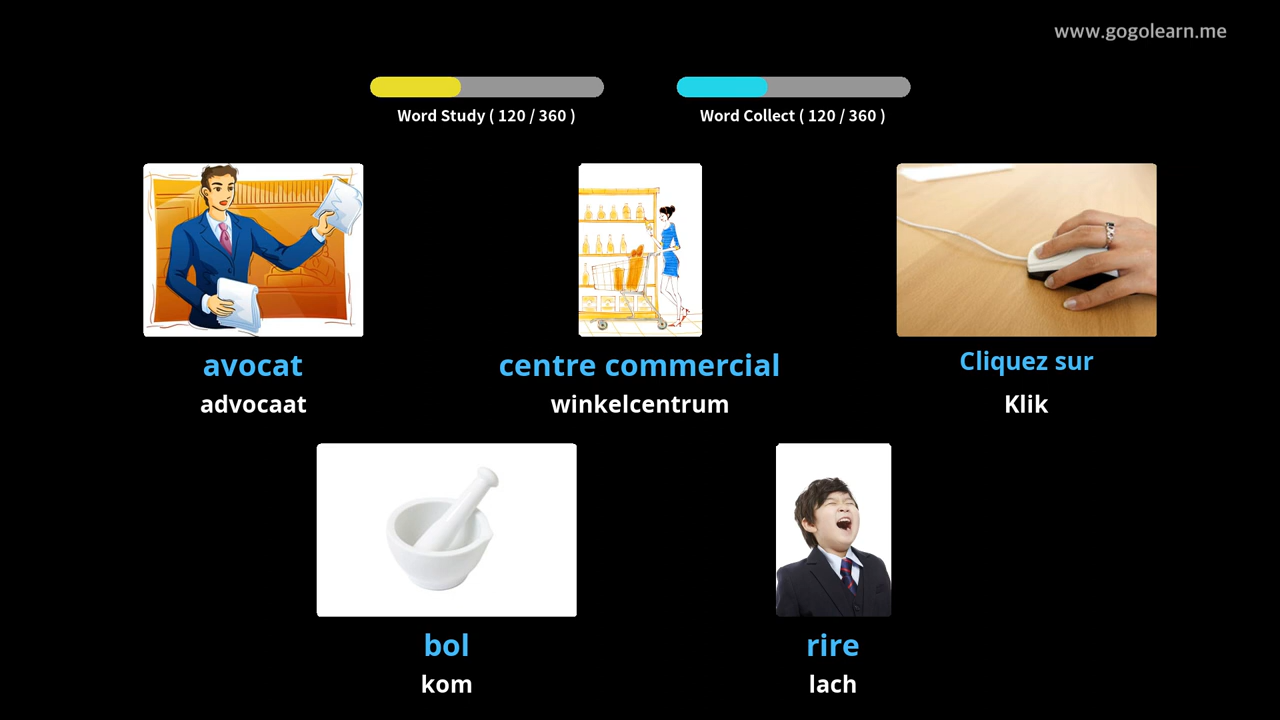 www.gogolearn.me
Word Study ( 120 / 360 )
Word Collect ( 120 / 360 )
avocat
advocaat
centre commercial
winkelcentrum
Cliquez sur
Klik
bol
kom
rire
lach